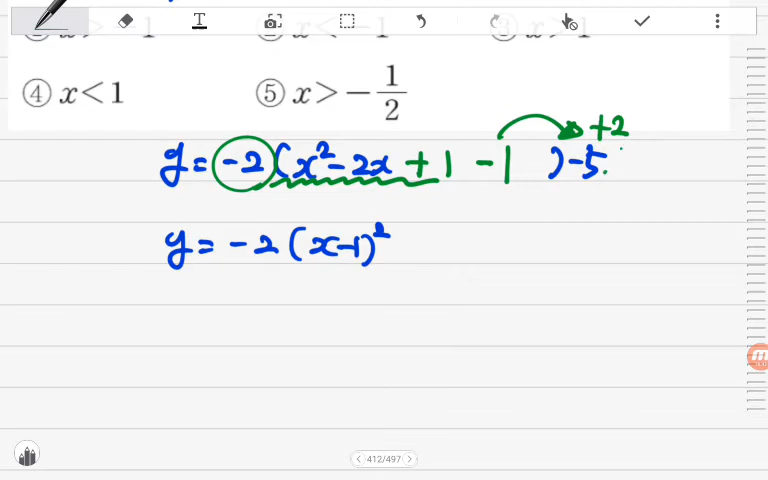 ④ x<1 ⑤ x>-1/2
+2
y = -2(x²-2x+1 -1 )-5
y = -2(x-1)²
412/497